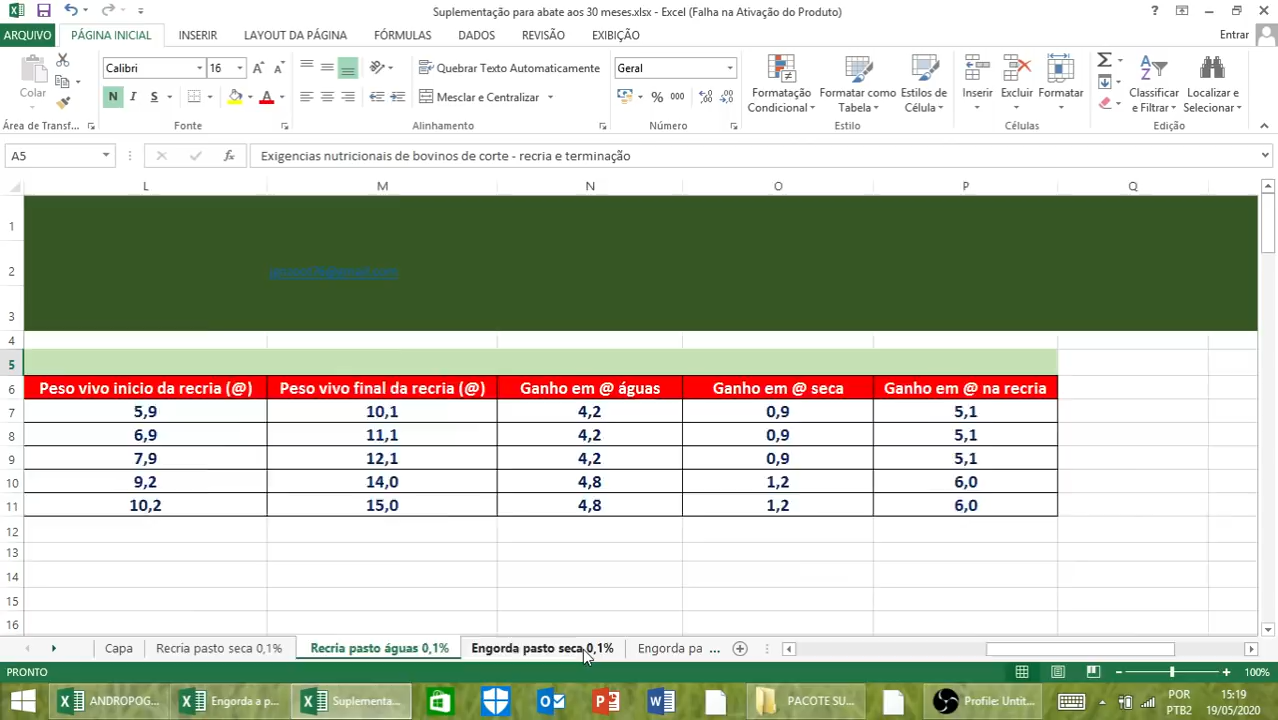 Suplementação para abate aos 30 meses.xlsx - Excel (Falha na Ativação do Produto)
ARQUIVO PÁGINA INICIAL INSERIR LAYOUT DA PÁGINA FÓRMULAS DADOS REVISÃO EXIBIÇÃO Entrar
Colar
Calibri 16
N I S
Quebrar Texto Automaticamente
Mesclar e Centralizar
Geral
% 000
Formatação Condicional
Formatar como Tabela
Estilos de Célula
Inserir Excluir Formatar
Classificar e Filtrar
Localizar e Selecionar
Área de Transf... Fonte Alinhamento Número Estilo Células Edição
A5 fx Exigencias nutricionais de bovinos de corte - recria e terminação
L M N O P Q
1
2
3
4
5
6 Peso vivo inicio da recria (@) Peso vivo final da recria (@) Ganho em @ águas Ganho em @ seca Ganho em @ na recria
7 5,9 10,1 4,2 0,9 5,1
8 6,9 11,1 4,2 0,9 5,1
9 7,9 12,1 4,2 0,9 5,1
10 9,2 14,0 4,8 1,2 6,0
11 10,2 15,0 4,8 1,2 6,0
12
13
14
15
16
Capa Recria pasto seca 0,1% Recria pasto águas 0,1% Engorda pasto seca 0,1% Engorda pa ...
PRONTO 100%
ANDROPOG... Engorda a p... Suplementa... PACOTE SU... Profile: Untit... POR 15:19
PTB2 19/05/2020